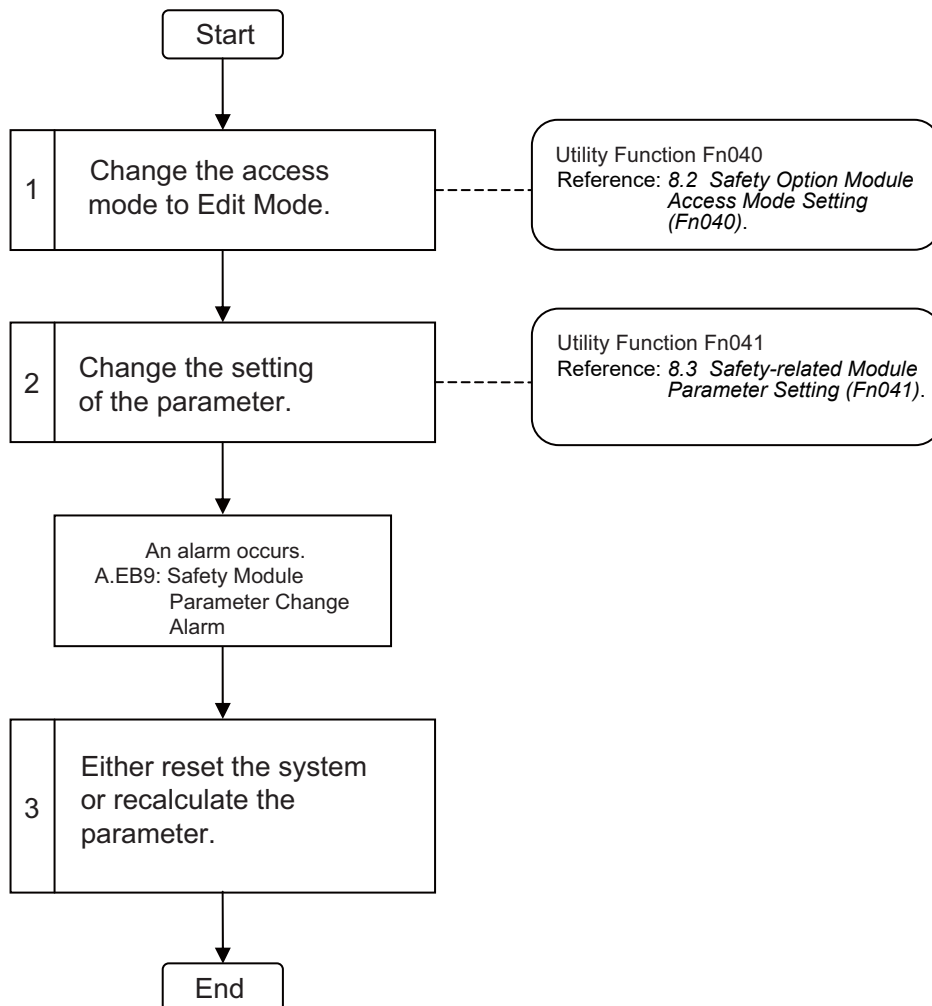 Start
1
Change the access
mode to Edit Mode.
Utility Function Fn040
Reference: 8.2 Safety Option Module
Access Mode Setting
(Fn040).
2
Change the setting
of the parameter.
Utility Function Fn041
Reference: 8.3 Safety-related Module
Parameter Setting (Fn041).
An alarm occurs.
A.EB9: Safety Module
Parameter Change
Alarm
3
Either reset the system
or recalculate the
parameter.
End